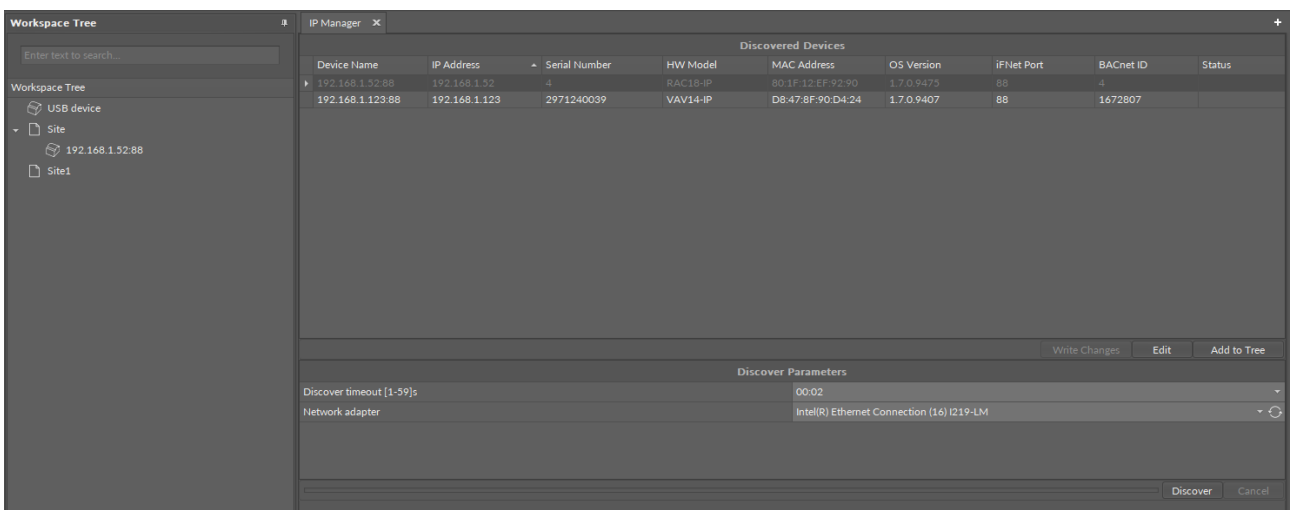 Workspace Tree
IP Manager
Enter text to search...
Workspace Tree
USB device
Site
192.168.1.52:88
Site1
Discovered Devices
Device Name IP Address Serial Number HW Model MAC Address OS Version iFNet Port BACnet ID Status
192.168.1.52:88 192.168.1.52 4 RAC18-IP 80:1F:12:EF:92:90 1.7.0.9475 88 4
192.168.1.123:88 192.168.1.123 2971240039 VAV14-IP D8:47:8F:90:D4:24 1.7.0.9407 88 1672807
Write Changes Edit Add to Tree
Discover Parameters
Discover timeout [1-59]s 00:02
Network adapter Intel(R) Ethernet Connection (16) I219-LM
Discover Cancel